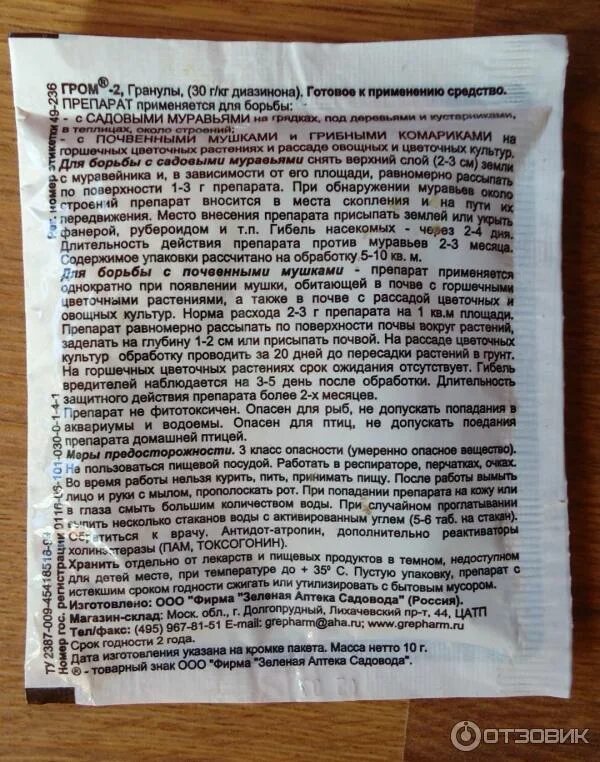 ГРОМ®-2, Гранулы, (30 г/кг диазинона). Готовое к применению средство.
ПРЕПАРАТ применяется для борьбы:
- с САДОВЫМИ МУРАВЬЯМИ на грядках, под деревьями и кустарниками,
в теплицах, около строений;
- с ПОЧВЕННЫМИ МУШКАМИ и ГРИБНЫМИ КОМАРИКАМИ на
горшечных цветочных растениях и рассаде овощных и цветочных культур.
Для борьбы с садовыми муравьями снять верхний слой (2-3 см) земли
с муравейника и, в зависимости от его площади, равномерно рассыпать
по поверхности 1-3 г препарата. При обнаружении муравьев около
строений препарат вносится в места скопления и на пути их
передвижения. Место внесения препарата присыпать землей или укрыть
фанерой, рубероидом и т.п. Гибель насекомых - через 2-4 дня.
Длительность действия препарата против муравьев 2-3 месяца.
Содержимое упаковки рассчитано на обработку 5-10 кв. м.
Для борьбы с почвенными мушками - препарат применяется
однократно при появлении мушки, обитающей в почве с горшечными
цветочными растениями, а также в почве с рассадой цветочных и
овощных культур. Норма расхода 2-3 г препарата на 1 кв.м площади.
Препарат равномерно рассыпать по поверхности почвы вокруг растений,
заделать на глубину 1-2 см или присыпать почвой. На рассаде цветочных
культур обработку проводить за 20 дней до пересадки растений в грунт.
На горшечных цветочных растениях срок ожидания отсутствует. Гибель
вредителей наблюдается на 3-5 день после обработки. Длительность
защитного действия препарата более 2-х месяцев.
Препарат не фитотоксичен. Опасен для рыб, не допускать попадания в
аквариумы и водоемы. Опасен для птиц, не допускать поедания
препарата домашней птицей.
Меры предосторожности. 3 класс опасности (умеренно опасное вещество).
Не пользоваться пищевой посудой. Работать в респираторе, перчатках, очках.
Во время работы нельзя курить, пить, принимать пищу. После работы вымыть
лицо и руки с мылом, прополоскать рот. При попадании препарата на кожу или
в глаза смыть большим количеством воды. При случайном проглатывании
выпить несколько стаканов воды с активированным углем (5-6 таб. на стакан).
Обратиться к врачу. Антидот-атропин, дополнительно реактиваторы
холинэстеразы (ПАМ, ТОКСОГОНИН).
Хранить отдельно от лекарств и пищевых продуктов в темном, недоступном
для детей месте, при температуре до + 35° С. Пустую упаковку, препарат с
истекшим сроком годности сжигать или утилизировать с бытовым мусором.
Изготовлено: ООО "Фирма "Зеленая Аптека Садовода" (Россия).
Магазин-склад: Моск. обл., г. Долгопрудный, Лихачевский пр-т, 44, ЦАТП
Тел/факс: (495) 967-81-51 E-mail: grepharm@aha.ru, www.grepharm.ru
Срок годности 2 года.
Дата изготовления указана на кромке пакета. Масса нетто 10 г.
® - товарный знак ООО "Фирма "Зеленая Аптека Садовода".
ТУ 2387-009-45418518-
Номер гос. регистрации -101-030-0-1-4-1
номер этикетки 49-236
ОТЗОВИК